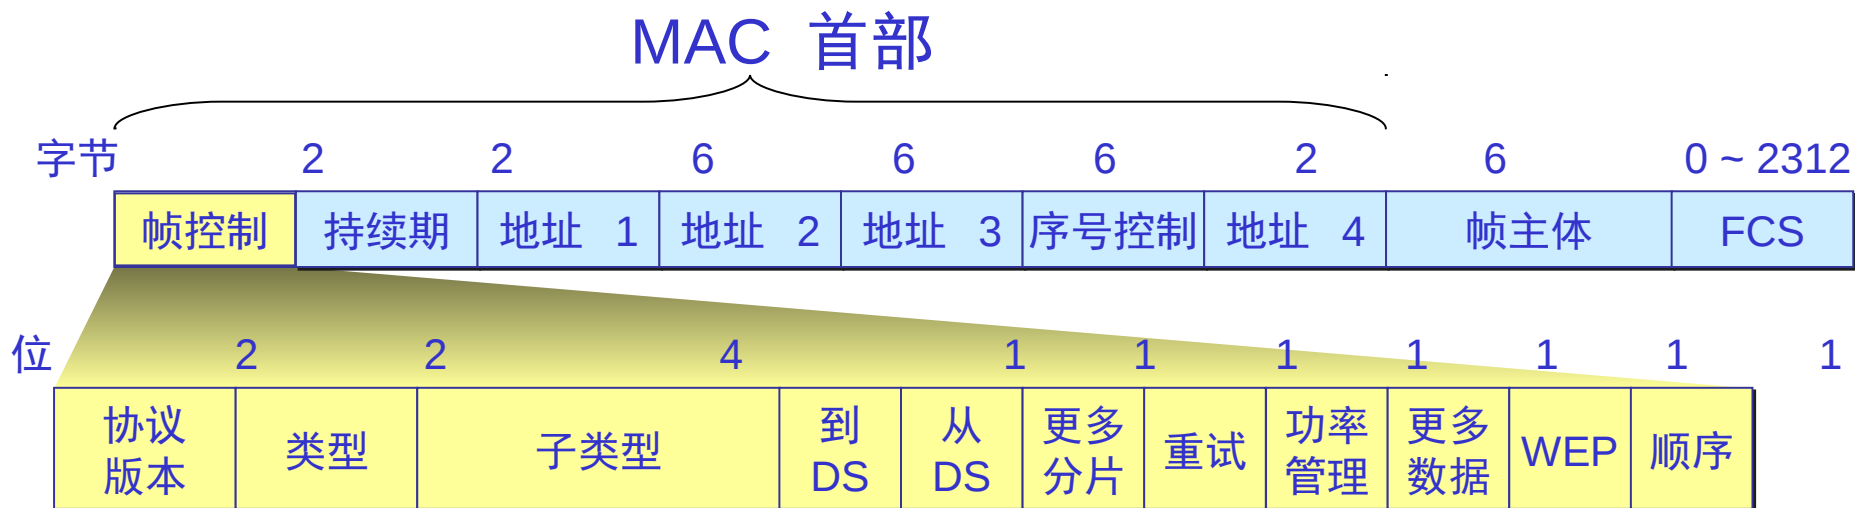 MAC 首部
字节 2 2 6 6 6 2 6 0 ~ 2312
帧控制 持续期 地址 1 地址 2 地址 3 序号控制 地址 4 帧主体 FCS
位 2 2 4 1 1 1 1 1 1 1
协议版本 类型 子类型 到DS 从DS 更多分片 重试 功率管理 更多数据 WEP 顺序